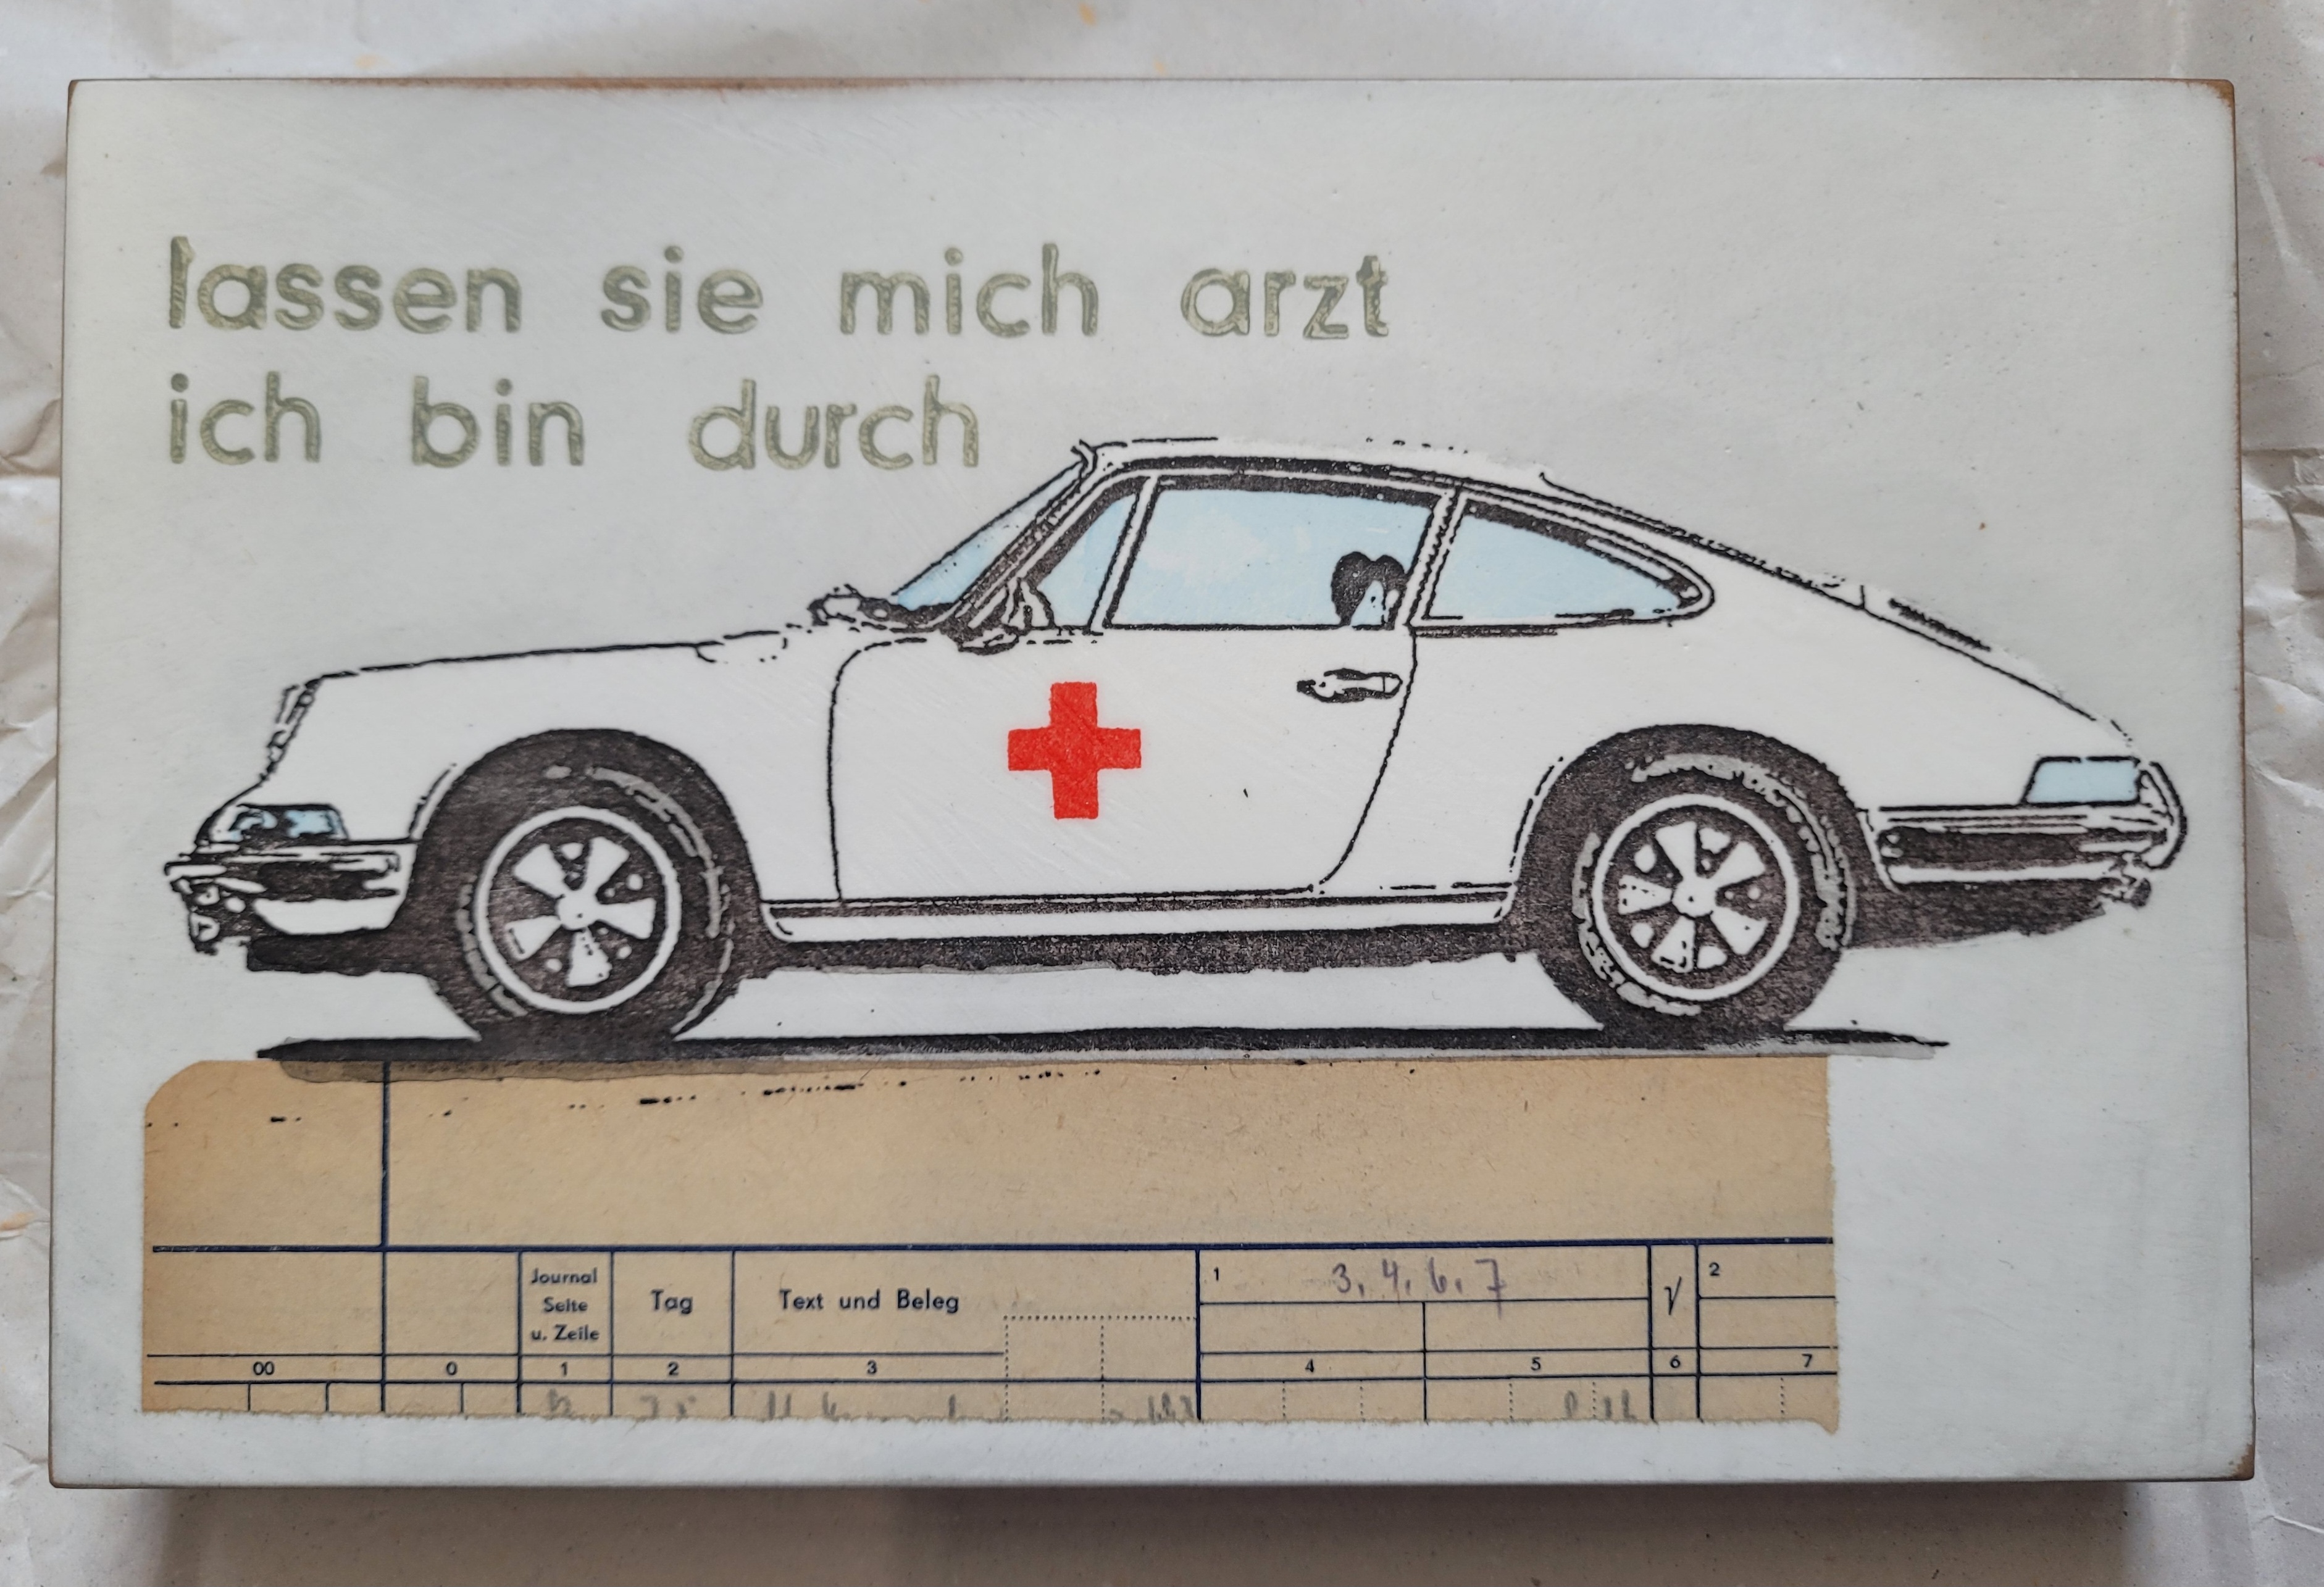 lassen sie mich arzt
ich bin durch
Journal
Seite
u. Zeile
Tag
Text und Beleg
1
3. 4. 6. 7
2
00 0 1 2 3 4 5 6 7